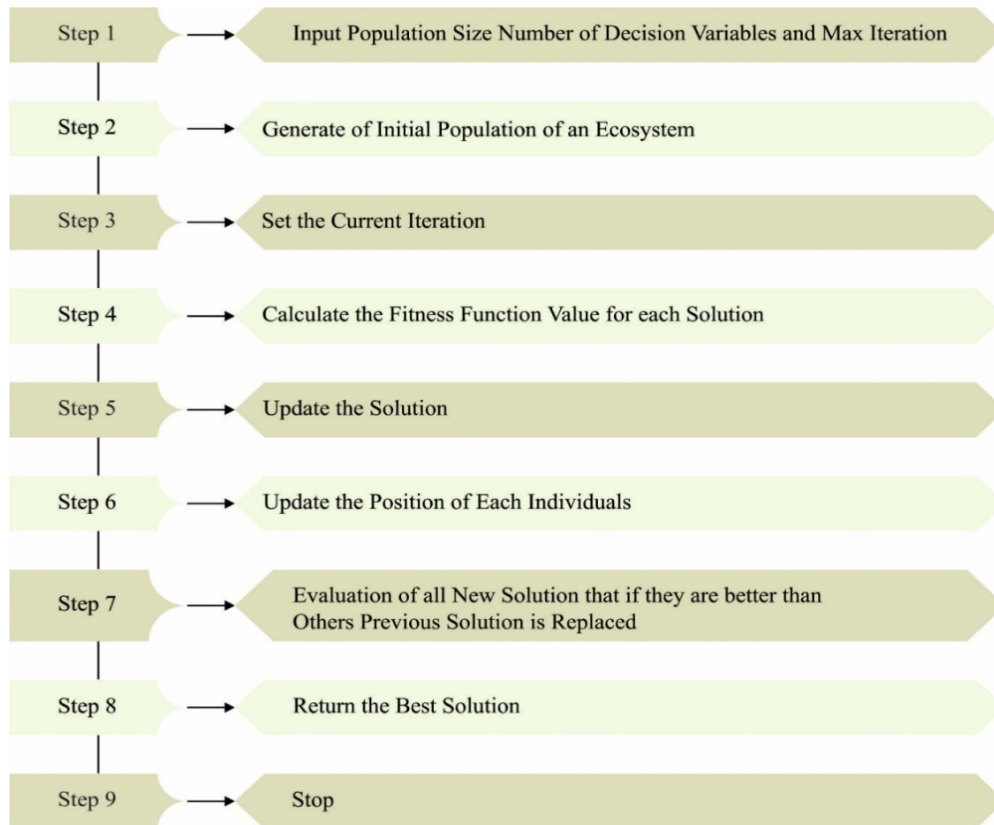 Step 1
Input Population Size Number of Decision Variables and Max Iteration
Step 2
Generate of Initial Population of an Ecosystem
Step 3
Set the Current Iteration
Step 4
Calculate the Fitness Function Value for each Solution
Step 5
Update the Solution
Step 6
Update the Position of Each Individuals
Step 7
Evaluation of all New Solution that if they are better than
Others Previous Solution is Replaced
Step 8
Return the Best Solution
Step 9
Stop